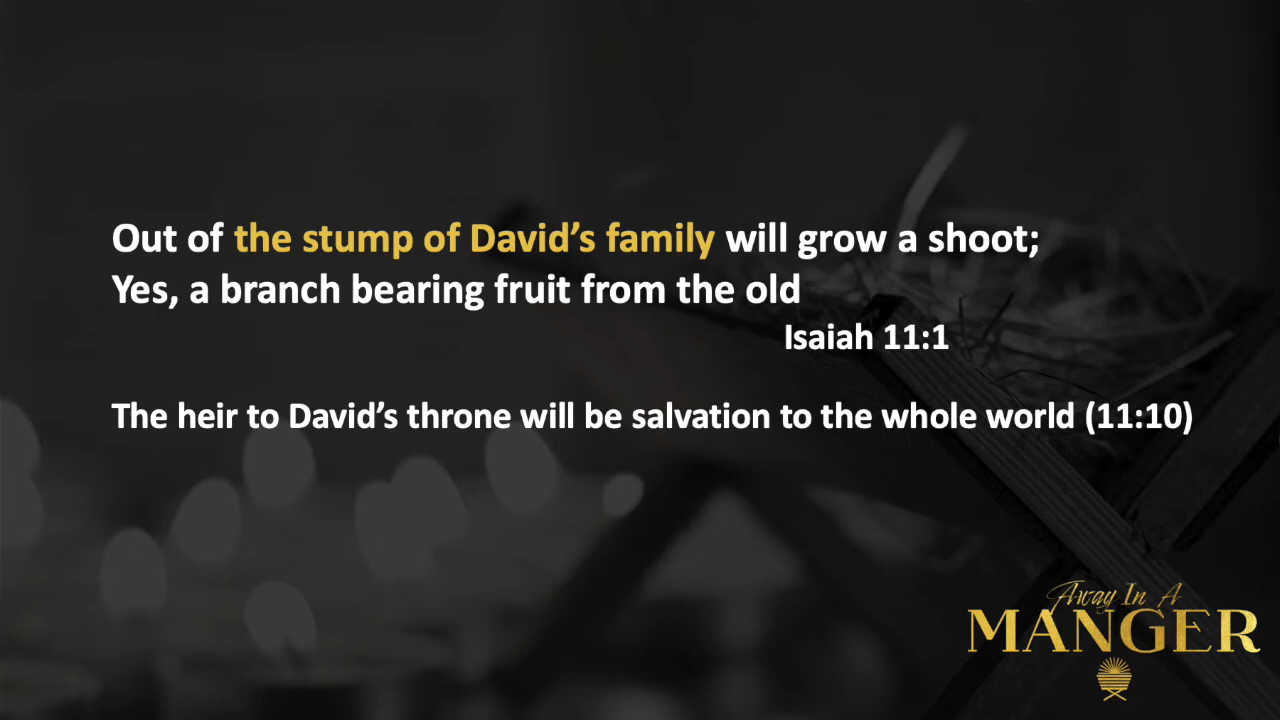 Out of the stump of David’s family will grow a shoot;
Yes, a branch bearing fruit from the old
Isaiah 11:1
The heir to David’s throne will be salvation to the whole world (11:10)
Away In A
MANGER